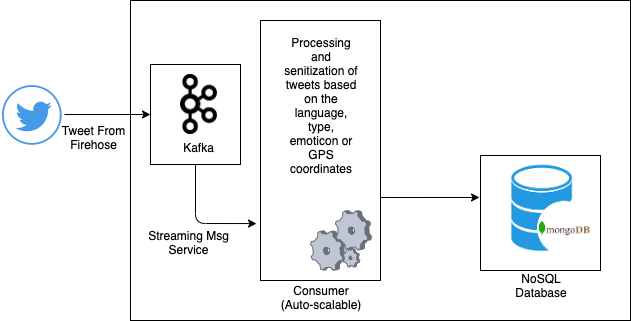 Tweet From
Firehose
Kafka
Streaming Msg
Service
Processing
and
senitization of
tweets based
on the
language,
type,
emoticon or
GPS
coordinates
Consumer
(Auto-scalable)
mongoDB
NoSQL
Database